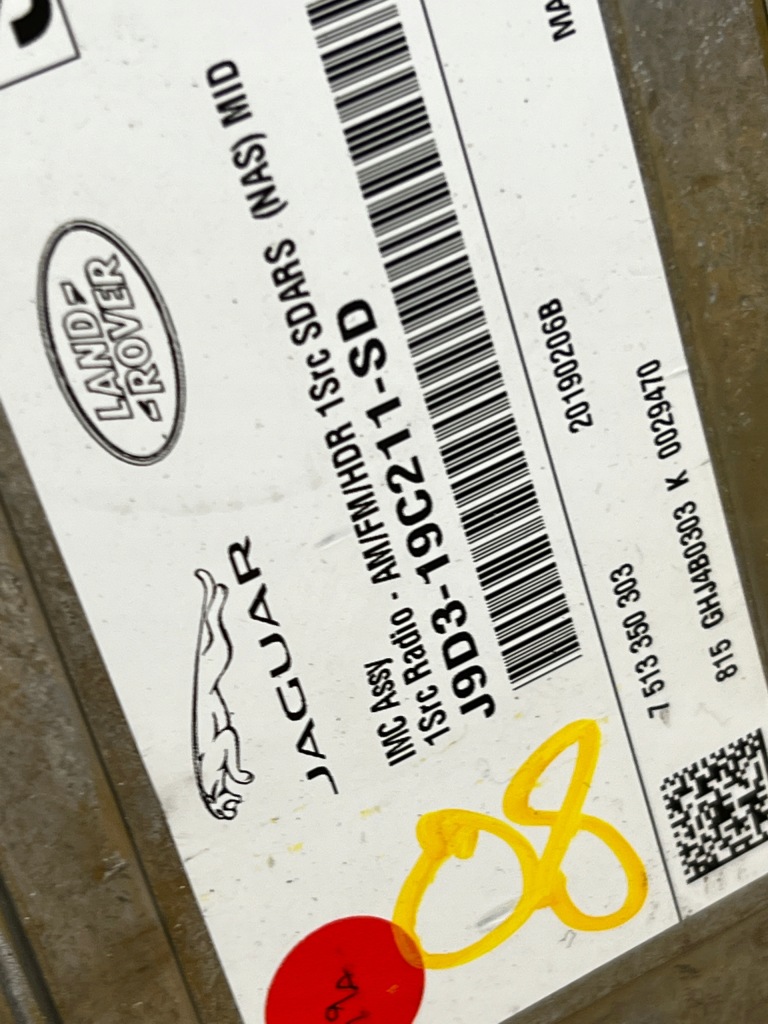 LAND-
-ROVER
JAGUAR
IMC Assy
1Src Radio - AM/FM/HDR 1Src SDARS (NAS) MID
J9D3-19C211-SD
20190206B
MA
7 513 350 303
815 GHJ4B0303 K 0029470
08